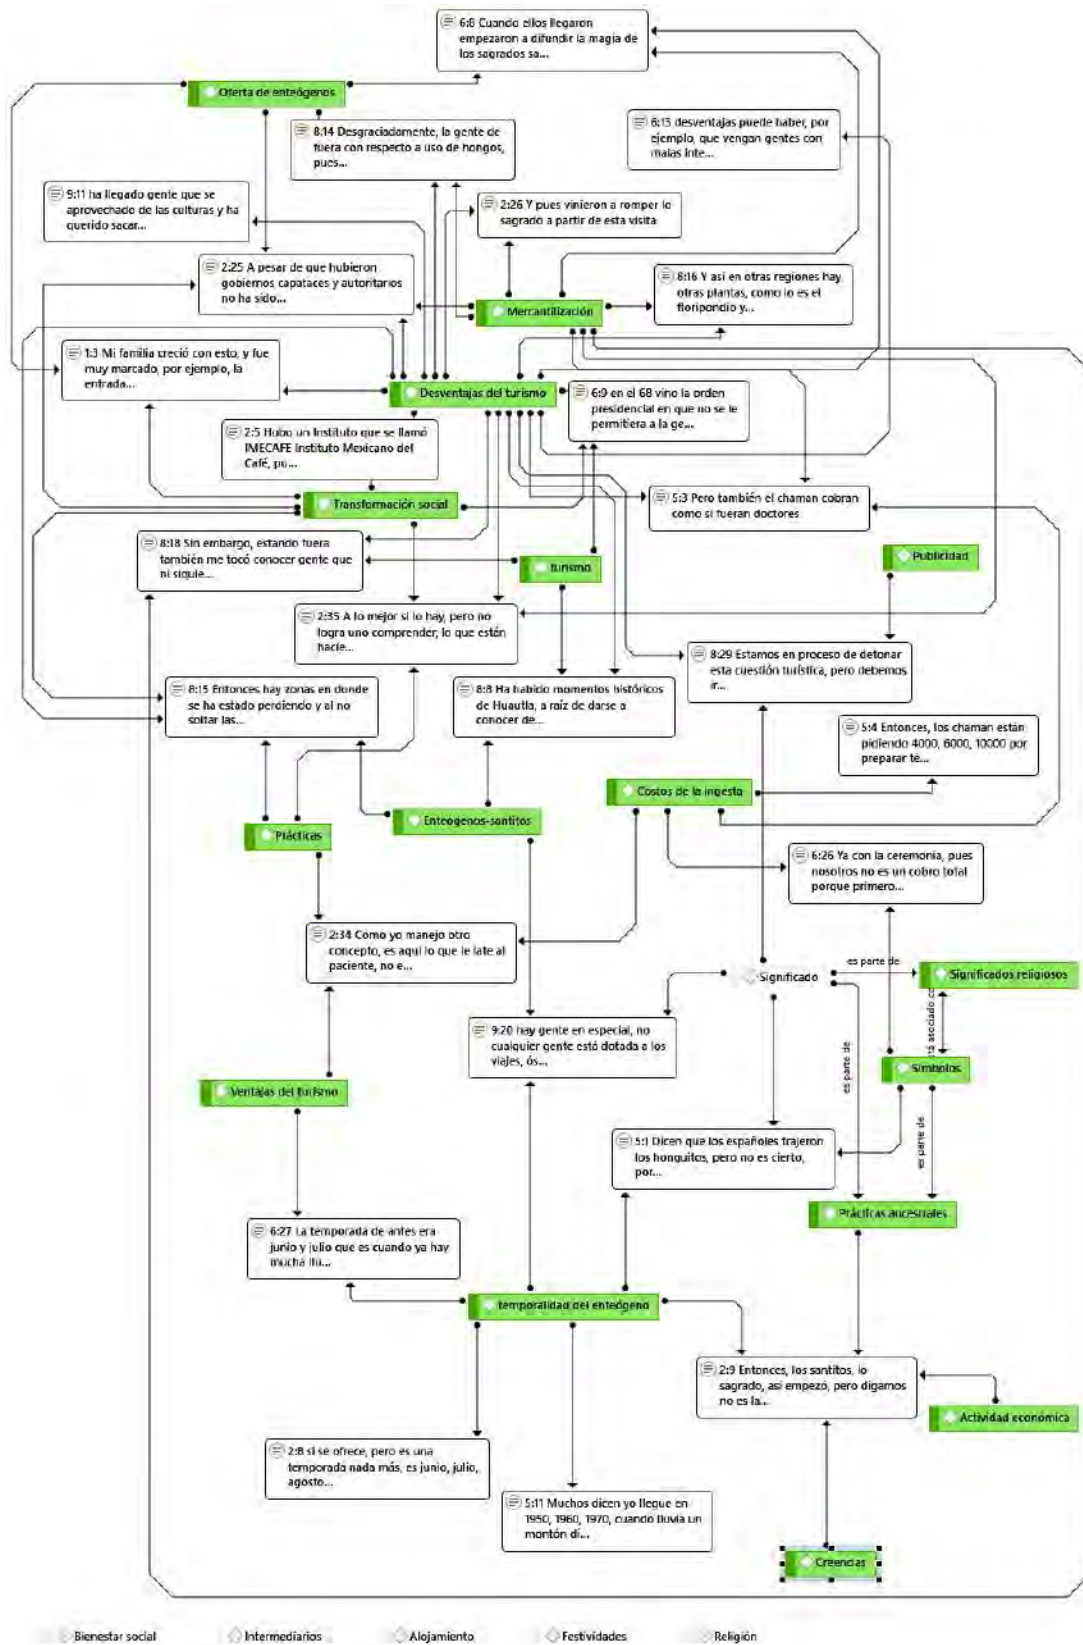 6:8 Cuando ellos llegaron
empezaron a difundir la magia de
los sagrados sa...
Oferta de enteógenos
8:14 Desgraciadamente, la gente de
fuera con respecto a uso de hongos,
pues...
6:13 desventajas puede haber, por
ejemplo, que vengan gentes con
malas inte...
9:11 ha llegado gente que se
aprovechado de las culturas y ha
querido sacar...
2:26 Y pues vinieron a romper lo
sagrado a partir de esta visita
2:25 A pesar de que hubieron
gobiernos capataces y autoritarios
no ha sido...
8:16 Y así en otras regiones hay
otras plantas, como lo es el
floripondio y...
Mercantilización
1:3 Mi familia creció con esto, y fue
muy marcado, por ejemplo, la
entrada...
Desventajas del turismo
6:9 en el 68 vino la orden
presidencial en que no se le
permitiera a la ge...
2:5 Hubo un Instituto que se llamó
IMECAFE Instituto Mexicano del
Café, pu...
5:3 Pero también el chaman cobran
como si fueran doctores
Transformación social
8:18 Sin embargo, estando fuera
también me tocó conocer gente que
ni siquie...
turismo
Publicidad
2:35 A lo mejor si lo hay, pero no
logra uno comprender, lo que están
hacie...
8:29 Estamos en proceso de detonar
esta cuestión turística, pero debemos
ir...
8:15 Entonces hay zonas en donde
se ha estado perdiendo y al no
soltar las...
8:8 Ha habido momentos históricos
de Huautla, a raíz de darse a
conocer de...
5:4 Entonces, los chaman están
pidiendo 4000, 6000, 10000 por
preparar te...
Costos de la ingesta
Enteógenos-santitos
Prácticas
6:26 Ya con la ceremonia, pues
nosotros no es un cobro total
porque primero...
2:34 Como yo manejo otro
concepto, es aquí lo que le late al
paciente, no e...
Significado
es parte de
Significados religiosos
está asociado co
9:20 hay gente en especial, no
cualquier gente está dotada a los
viajes, ós...
es parte de
Símbolos
Ventajas del turismo
es parte de
5:1 Dicen que los españoles trajeron
los honguitos, pero no es cierto,
por...
Prácticas ancestrales
6:27 La temporada de antes era
junio y julio que es cuando ya hay
mucha llu...
temporalidad del enteógeno
2:9 Entonces, los santitos, lo
sagrado, así empezó, pero digamos
no es la...
Actividad económica
2:8 si se ofrece, pero es una
temporada nada más, es junio, julio,
agosto...
5:11 Muchos dicen yo llegue en
1950, 1960, 1970, cuando lluvia un
montón di...
Creencias
Bienestar social
Intermediarios
Alojamiento
Festividades
Religión